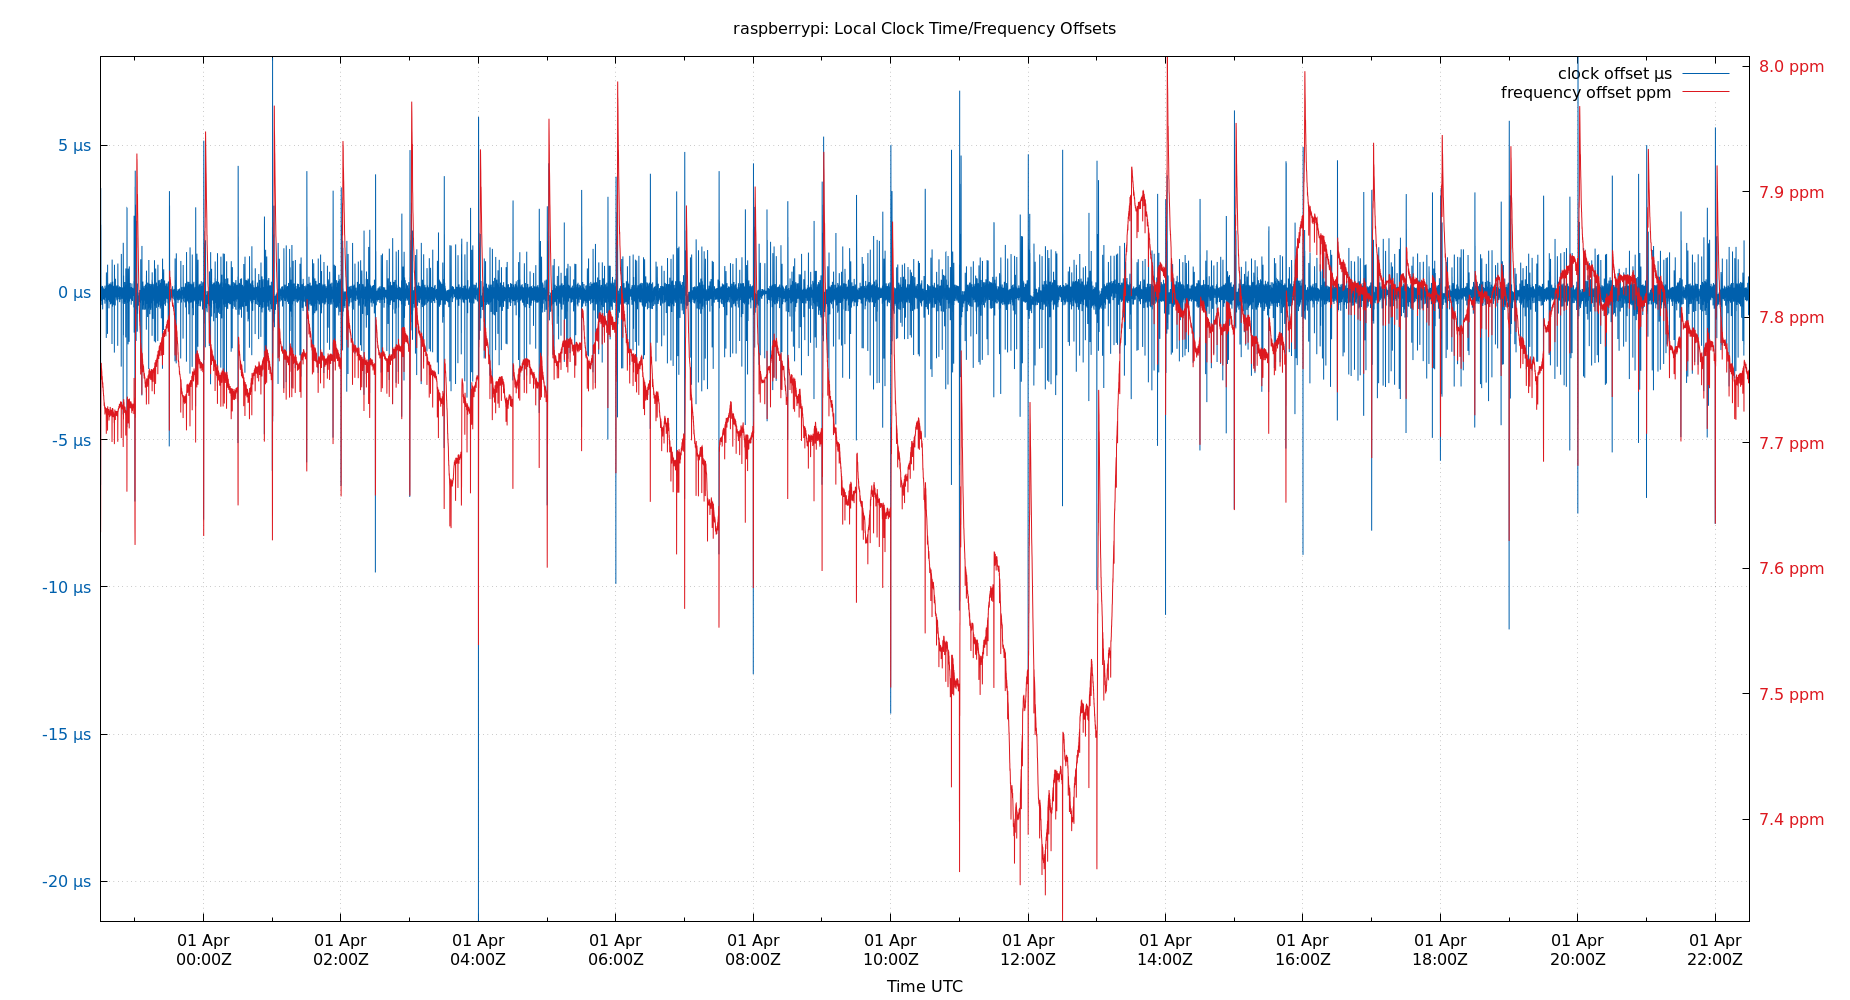 raspberrypi: Local Clock Time/Frequency Offsets
clock offset µs
frequency offset ppm
5 µs
0 µs
-5 µs
-10 µs
-15 µs
-20 µs
8.0 ppm
7.9 ppm
7.8 ppm
7.7 ppm
7.6 ppm
7.5 ppm
7.4 ppm
01 Apr 01 Apr 01 Apr 01 Apr 01 Apr 01 Apr 01 Apr 01 Apr 01 Apr 01 Apr 01 Apr 01 Apr
00:00Z 02:00Z 04:00Z 06:00Z 08:00Z 10:00Z 12:00Z 14:00Z 16:00Z 18:00Z 20:00Z 22:00Z
Time UTC